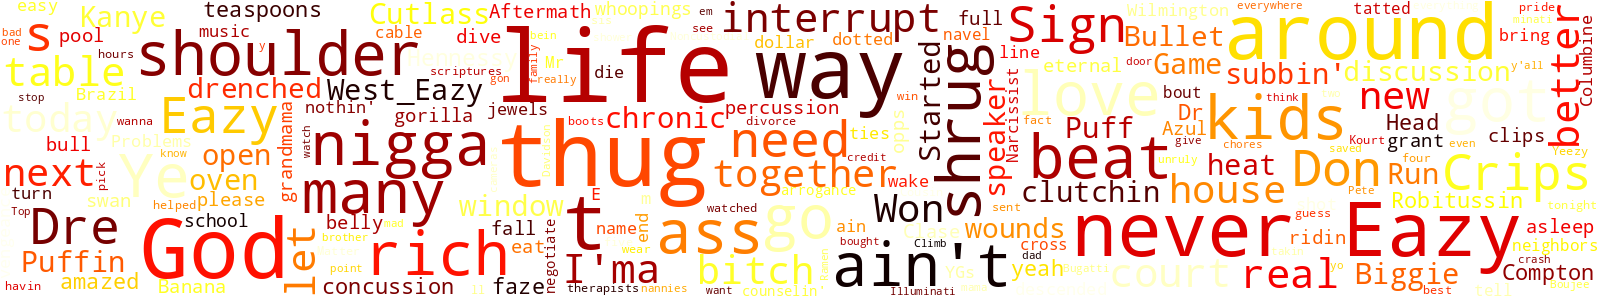 easy
Kanye
teaspoons
Cutlass
Aftermath
whoopings
em
interrupt
full
Sign
Wilmington
everywhere
tatted
pride
better
Columbine
bad
one
s
pool
music
cable
dive
life
see
dollar
dotted
navel
line
Bullet
around
bring
table
hours
shoulder
y
scriptures
gon
family
really
Mr
die
way
Started
shrug
eternal
door
Game
subbin'
discussion
y'all
stop
Brazil
drenched
West_Eazy
jewels
percussion
win
love
bout
think
new
got
today
wanna
Eazy
grandmama
nothin'
gorilla
boots
chronic
divorce
opps
speaker
Narcissist
fact
Dr
Azul
kids
Head
grant
clips
bull
Problems
know
open
watch
nigga
thug
need
ties
Puff
beat
give
chores
heat
saved
Kourt
even
Yeezy
next
pick
Ye
oven
many
together
credit
wake
clutchin
unruly
house
Don
Run
four
Crips
turn
swan
helped
please
arrogance
sent
Pete
Robitussin
tonight
Top
Dre
school
belly
mad
window
E
t
name
end
watched
go
ain
Won
wounds
guess
never
Eazy
asleep
God
let
brother
rich
fall
eat
negotiate
I'ma
wear
ass
bought
Climb
ain't
dad
cross
ridin
neighbors
Puffin
amazed
point
bitch
YGs
yeah
court
real
yo
Biggie
crash
Compton
havin
Banana
concussion
faze
therapists
nannies
want
counselin'
Illuminati
Bugatti
tell
best
Boujee